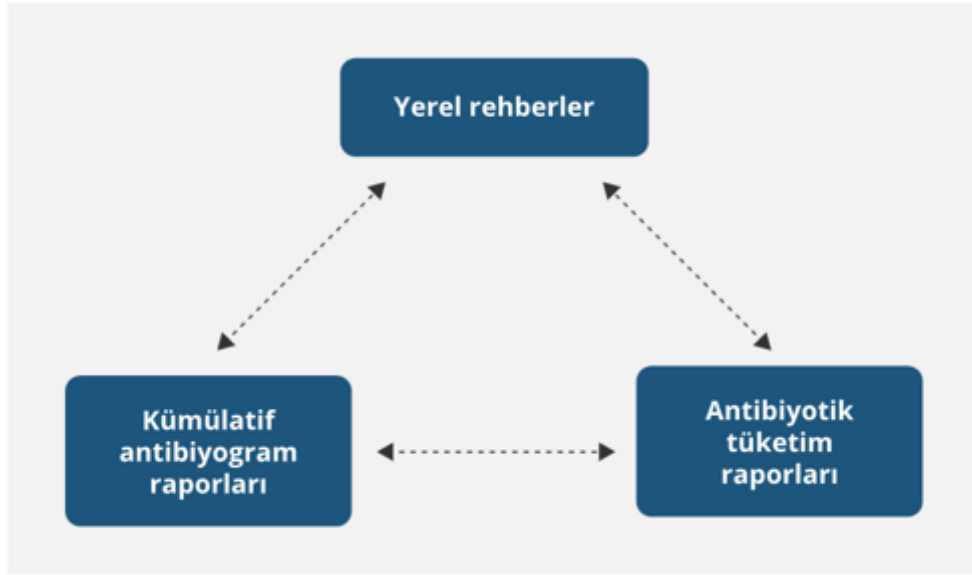 Yerel rehberler
Kümülatif
antibiyogram
raporları
Antibiyotik
tüketim
raporları